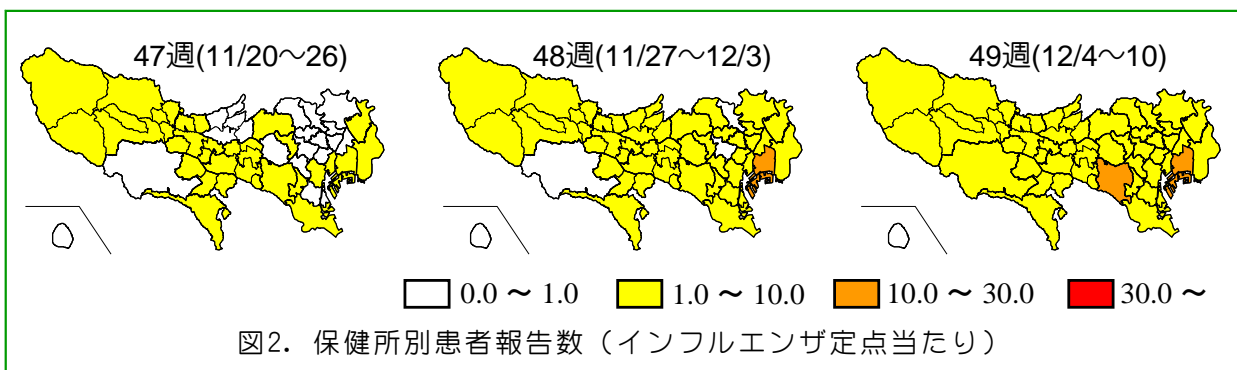 47週(11/20～26)
48週(11/27～12/3)
49週(12/4～10)
0.0 ～ 1.0
1.0 ～ 10.0
10.0 ～ 30.0
30.0 ～
図2. 保健所別患者報告数（インフルエンザ定点当たり）